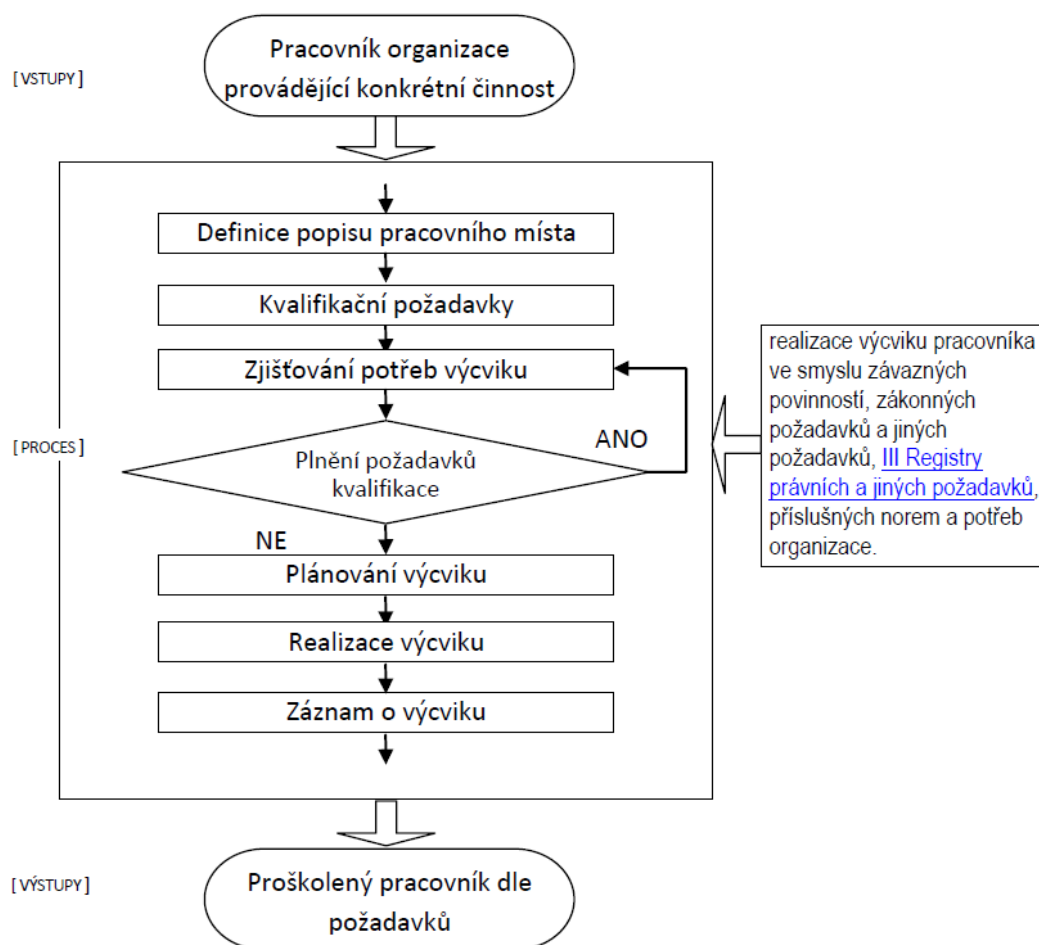 Pracovník organizace
provádějící konkrétní činnost
[ VSTUPY ]
Definice popisu pracovního místa
Kvalifikační požadavky
Zjišťování potřeb výcviku
ANO
[ PROCES ]
Plnění požadavků
kvalifikace
NE
Plánování výcviku
Realizace výcviku
Záznam o výcviku
realizace výcviku pracovníka
ve smyslu závazných
povinností, zákonných
požadavků a jiných
požadavků, III Registry
právních a jiných požadavků,
příslušných norem a potřeb
organizace.
[ VÝSTUPY ]
Proškolený pracovník dle
požadavků